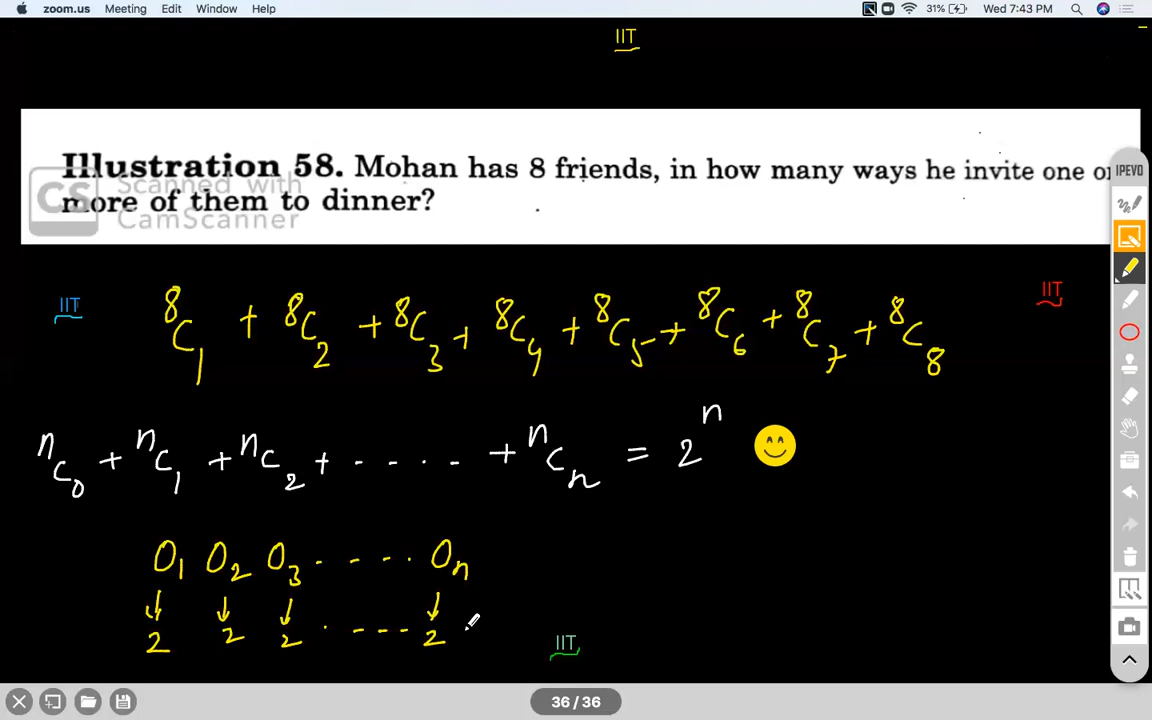 zoom.us Meeting Edit Window Help 31% Wed 7:43 PM
IIT
IPEVO
Illustration 58. Mohan has 8 friends, in how many ways he invite one or
more of them to dinner?
CS Scanned with
CamScanner
IIT
IIT
⁸C₁ + ⁸C₂ + ⁸C₃ + ⁸C₄ + ⁸C₅ + ⁸C₆ + ⁸C₇ + ⁸C₈
ⁿC₀ + ⁿC₁ + ⁿC₂ + - - - - + ⁿCₙ = 2ⁿ
O₁ O₂ O₃ - - - - Oₙ
↓ ↓ ↓ ↓
2 2 2 - - - - 2
IIT
36 / 36